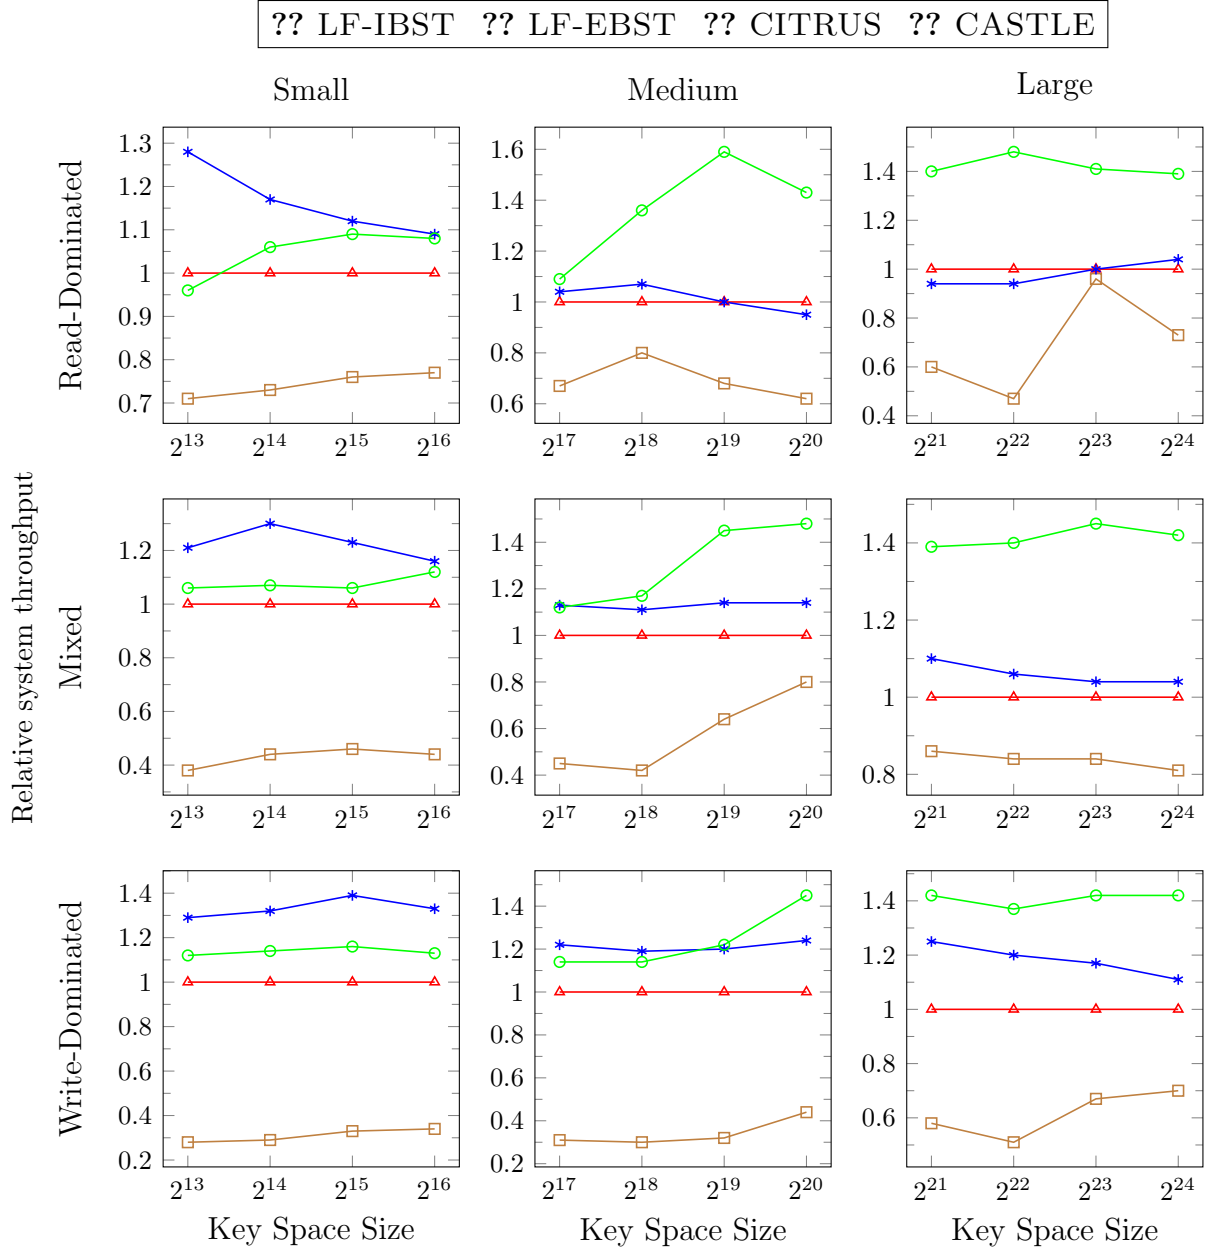 ?? LF-IBST ?? LF-EBST ?? CITRUS ?? CASTLE
Small Medium Large
Read-Dominated
1.3
1.2
1.1
1
0.9
0.8
0.7
2^13 2^14 2^15 2^16
1.6
1.4
1.2
1
0.8
0.6
2^17 2^18 2^19 2^20
1.4
1.2
1
0.8
0.6
0.4
2^21 2^22 2^23 2^24
Relative system throughput
Mixed
1.2
1
0.8
0.6
0.4
2^13 2^14 2^15 2^16
1.4
1.2
1
0.8
0.6
0.4
2^17 2^18 2^19 2^20
1.4
1.2
1
0.8
2^21 2^22 2^23 2^24
Write-Dominated
1.4
1.2
1
0.8
0.6
0.4
0.2
2^13 2^14 2^15 2^16
Key Space Size
1.4
1.2
1
0.8
0.6
0.4
0.2
2^17 2^18 2^19 2^20
Key Space Size
1.4
1.2
1
0.8
0.6
2^21 2^22 2^23 2^24
Key Space Size